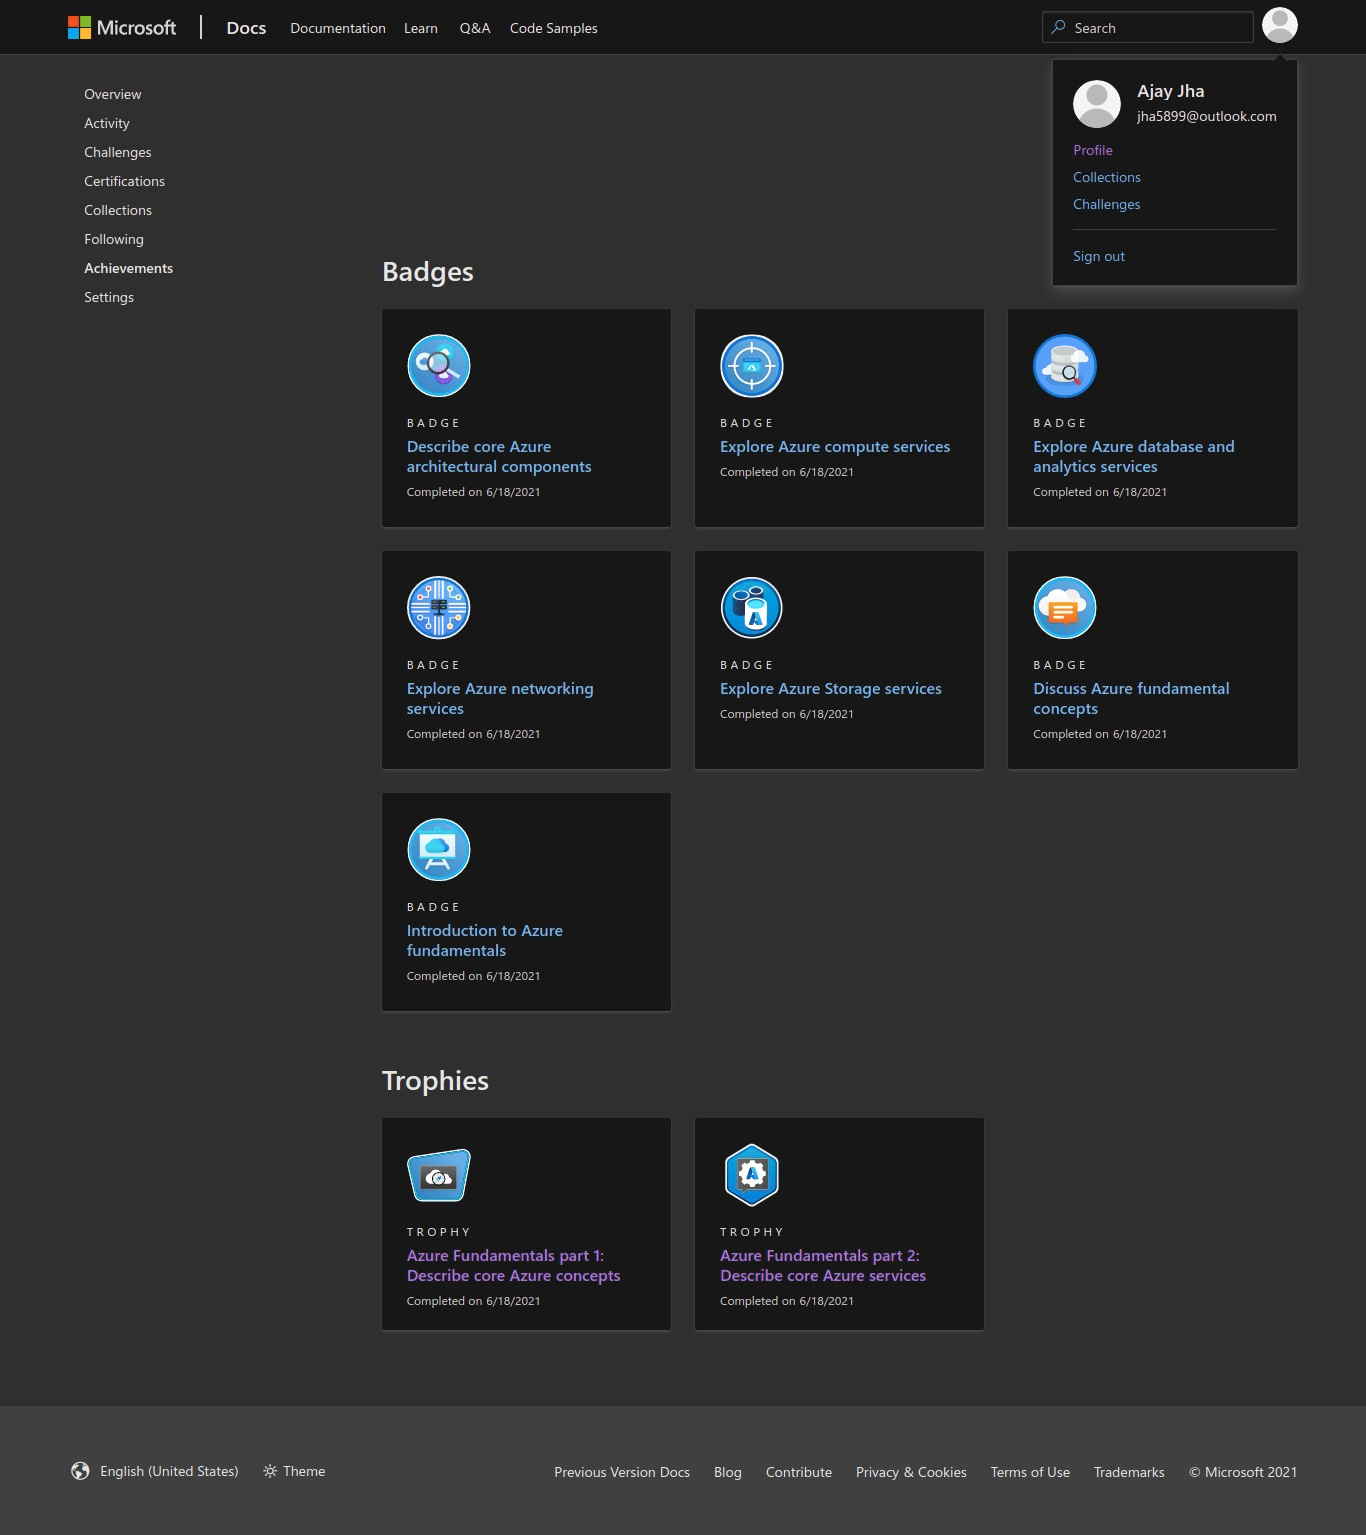 Microsoft
Docs
Documentation
Learn
Q&A
Code Samples
Search
Ajay Jha
jha5899@outlook.com
Profile
Collections
Challenges
Sign out
Overview
Activity
Challenges
Certifications
Collections
Following
Achievements
Settings
Badges
BADGE
Describe core Azure
architectural components
Completed on 6/18/2021
BADGE
Explore Azure compute services
Completed on 6/18/2021
BADGE
Explore Azure database and
analytics services
Completed on 6/18/2021
BADGE
Explore Azure networking
services
Completed on 6/18/2021
BADGE
Explore Azure Storage services
Completed on 6/18/2021
BADGE
Discuss Azure fundamental
concepts
Completed on 6/18/2021
BADGE
Introduction to Azure
fundamentals
Completed on 6/18/2021
Trophies
TROPHY
Azure Fundamentals part 1:
Describe core Azure concepts
Completed on 6/18/2021
TROPHY
Azure Fundamentals part 2:
Describe core Azure services
Completed on 6/18/2021
English (United States)
Theme
Previous Version Docs
Blog
Contribute
Privacy & Cookies
Terms of Use
Trademarks
© Microsoft 2021